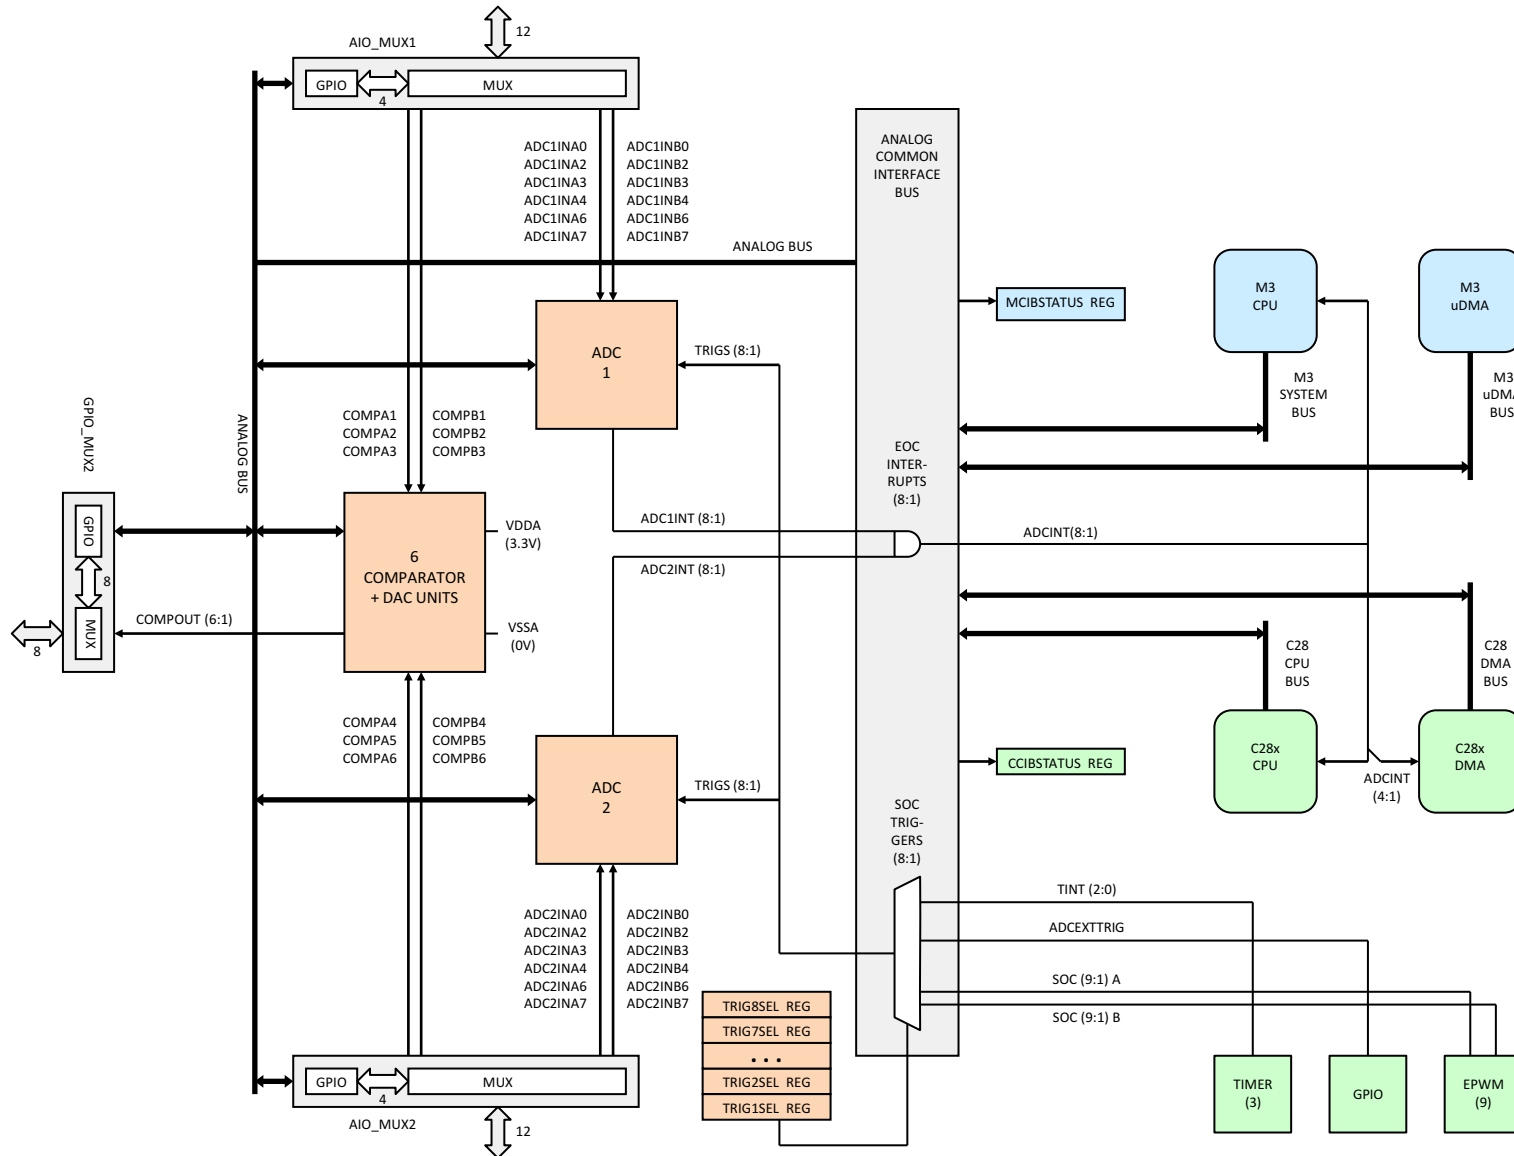 12
AIO_MUX1
GPIO
4
MUX
ADC1INA0
ADC1INA2
ADC1INA3
ADC1INA4
ADC1INA6
ADC1INA7
ADC1INB0
ADC1INB2
ADC1INB3
ADC1INB4
ADC1INB6
ADC1INB7
ANALOG
COMMON
INTERFACE
BUS
ANALOG BUS
MCIBSTATUS REG
M3
CPU
M3
uDMA
ADC
1
TRIGS (8:1)
M3
SYSTEM
BUS
M3
uDMA
BUS
GPIO_MUX2
ANALOG BUS
COMPA1
COMPA2
COMPA3
COMPB1
COMPB2
COMPB3
EOC
INTER-
RUPTS
(8:1)
GPIO
8
MUX
8
COMPOUT (6:1)
6
COMPARATOR
+ DAC UNITS
VDDA
(3.3V)
VSSA
(0V)
ADC1INT (8:1)
ADC2INT (8:1)
ADCINT(8:1)
C28
CPU
BUS
C28
DMA
BUS
COMPA4
COMPA5
COMPA6
COMPB4
COMPB5
COMPB6
CCIBSTATUS REG
C28x
CPU
ADCINT
(4:1)
C28x
DMA
ADC
2
TRIGS (8:1)
SOC
TRIG-
GERS
(8:1)
ADC2INA0
ADC2INA2
ADC2INA3
ADC2INA4
ADC2INA6
ADC2INA7
ADC2INB0
ADC2INB2
ADC2INB3
ADC2INB4
ADC2INB6
ADC2INB7
TINT (2:0)
ADCEXTTRIG
SOC (9:1) A
SOC (9:1) B
TRIG8SEL REG
TRIG7SEL REG
. . .
TRIG2SEL REG
TRIG1SEL REG
GPIO
4
MUX
AIO_MUX2
12
TIMER
(3)
GPIO
EPWM
(9)